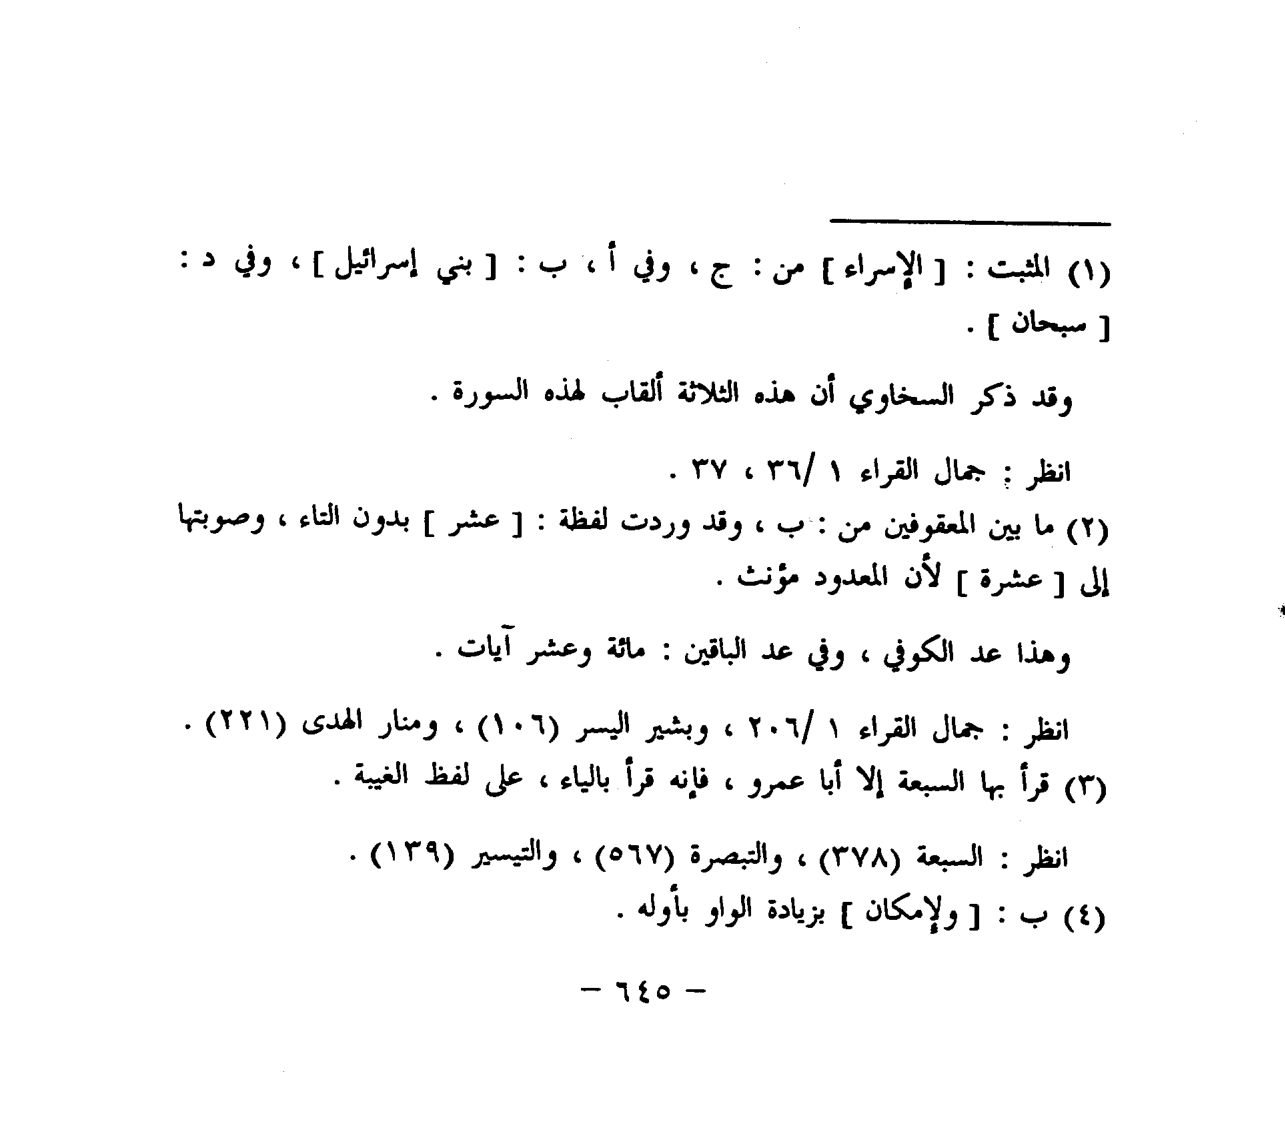 (١) المثبت : [ الإسراء ] من : ج ، وفي أ ، ب : [ بني إسرائيل ] ، وفي د :
[ سبحان ] .
وقد ذكر السخاوي أن هذه الثلاثة ألقاب لهذه السورة .
انظر : جمال القراء ١ /٣٦ ، ٣٧ .
(٢) ما بين المعقوفين من : ب ، وقد وردت لفظة : [ عشر ] بدون التاء ، وصوبتها
إلى [ عشرة ] لأن المعدود مؤنث .
وهذا عد الكوفي ، وفي عد الباقين : مائة وعشر آيات .
انظر : جمال القراء ١ /٢٠٦ ، وبشير اليسر (١٠٦) ، ومنار الهدى (٢٢١) .
(٣) قرأ بها السبعة إلا أبا عمرو ، فإنه قرأ بالياء ، على لفظ الغيبة .
انظر : السبعة (٣٧٨) ، والتبصرة (٥٦٧) ، والتيسير (١٣٩) .
(٤) ب : [ ولإمكان ] بزيادة الواو بأوله .
– ٦٤٥ –